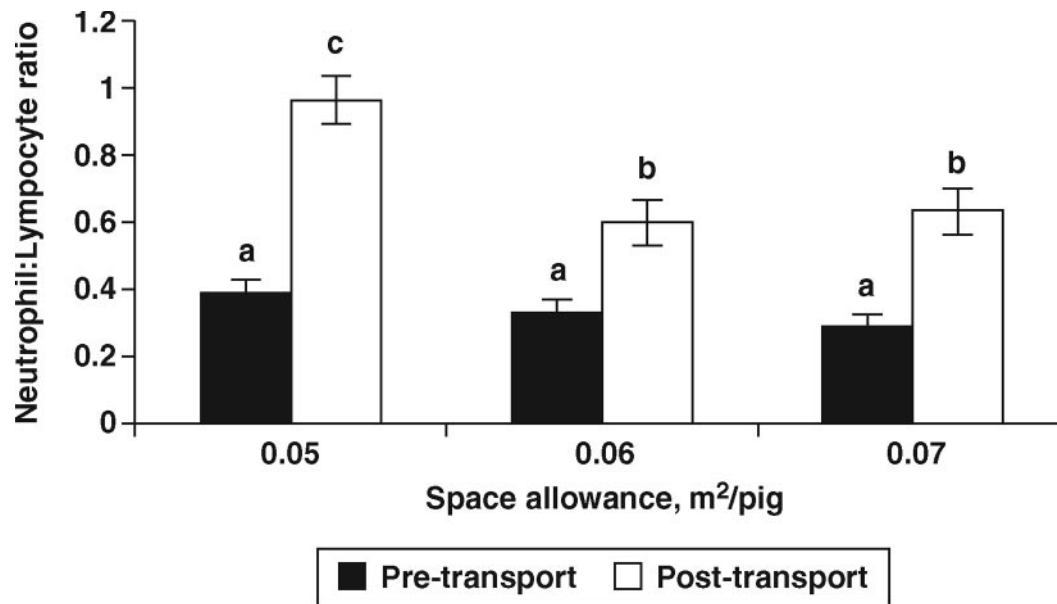 Neutrophil:Lympocyte ratio
1.2
1
0.8
0.6
0.4
0.2
0
a
c
a
b
a
b
0.05
0.06
0.07
Space allowance, m²/pig
Pre-transport
Post-transport